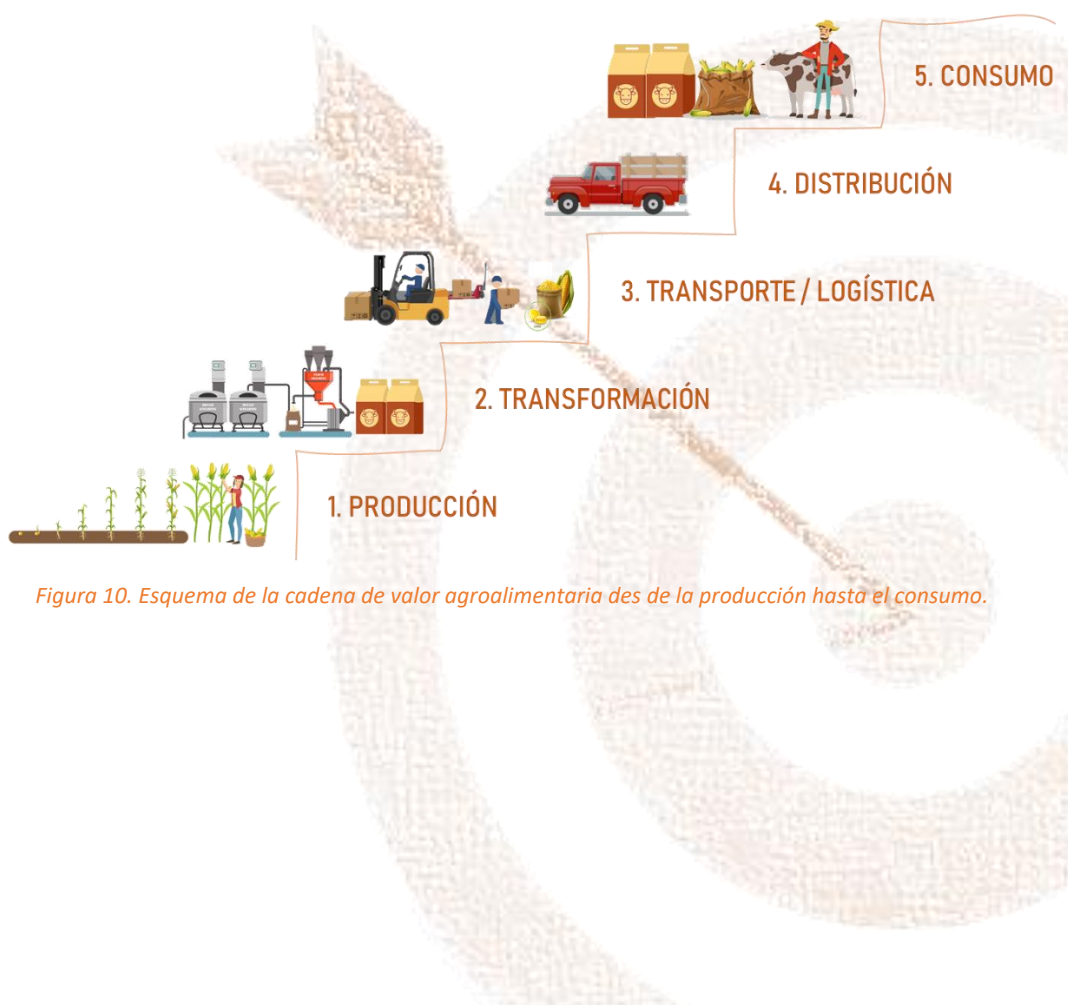 5. CONSUMO
4. DISTRIBUCIÓN
3. TRANSPORTE / LOGÍSTICA
2. TRANSFORMACIÓN
1. PRODUCCIÓN
Figura 10. Esquema de la cadena de valor agroalimentaria des de la producción hasta el consumo.